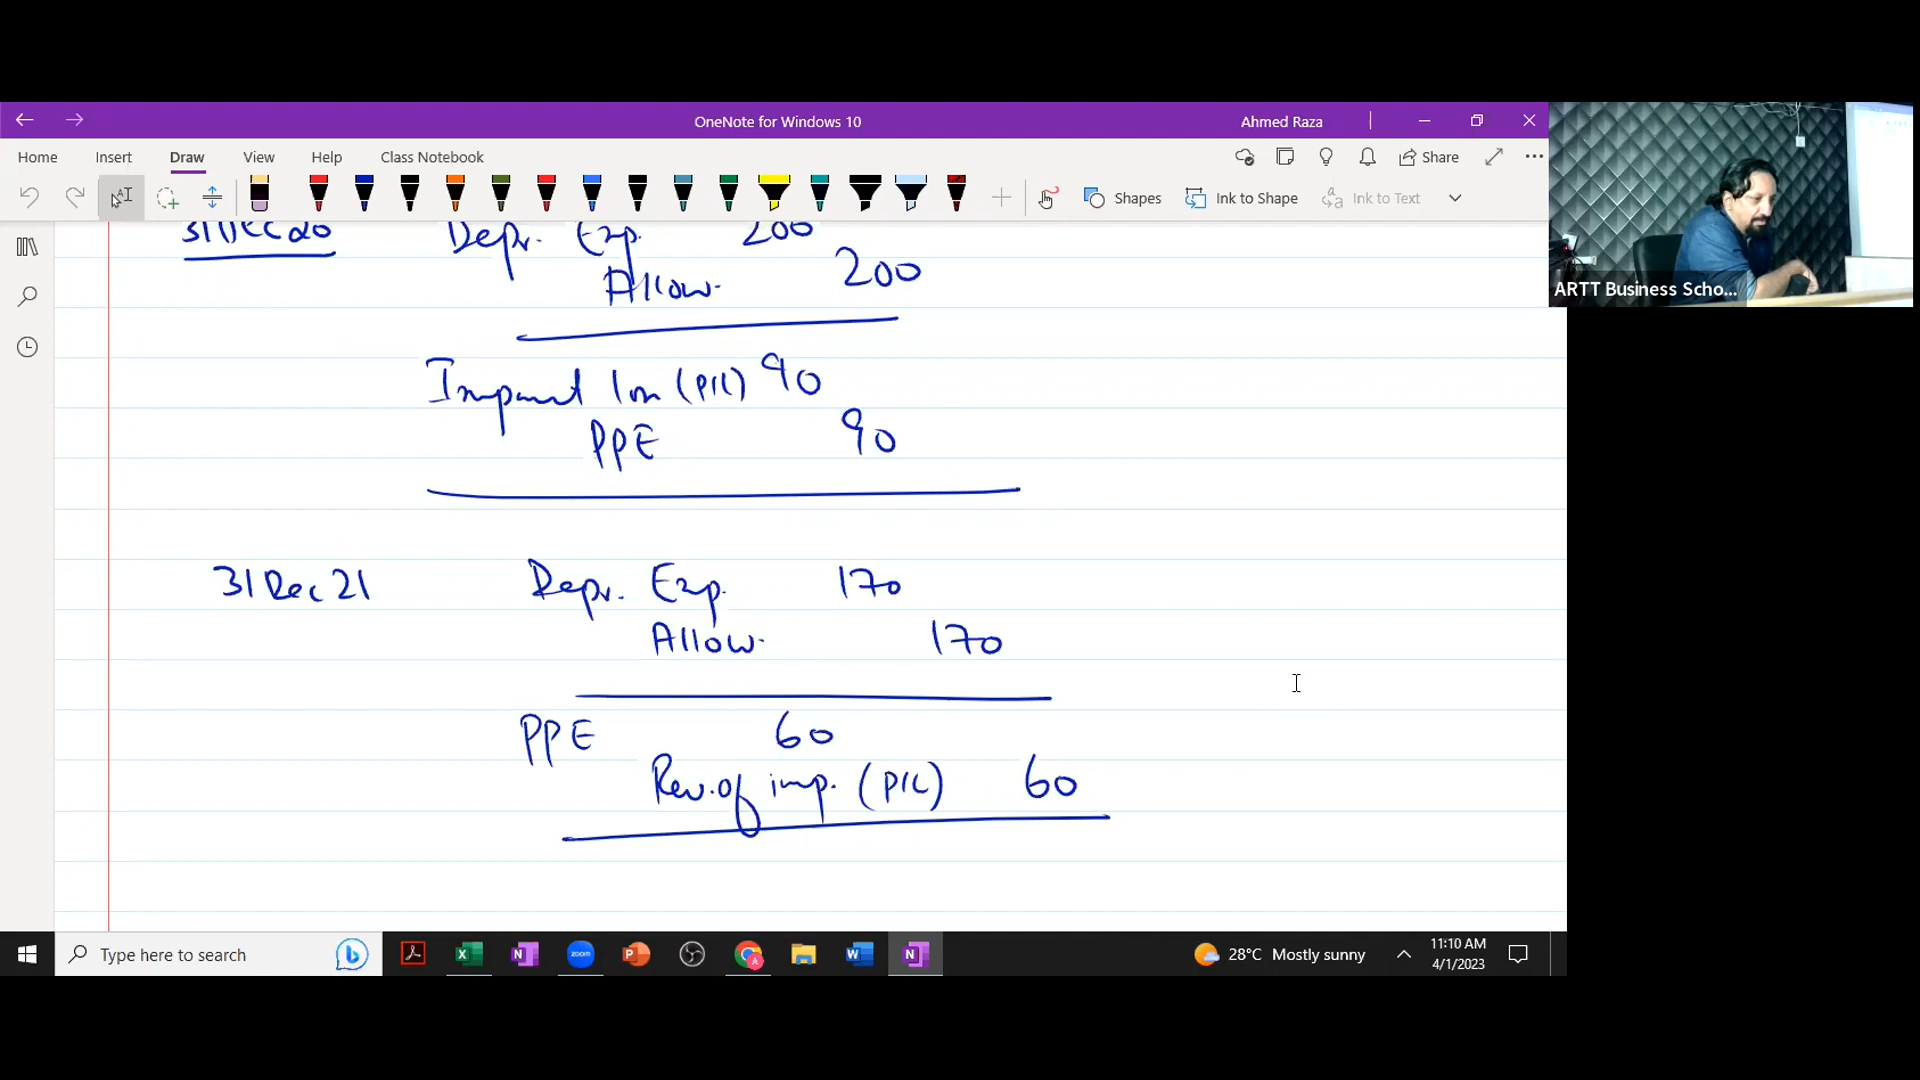 OneNote for Windows 10
Ahmed Raza
Home Insert Draw View Help Class Notebook
Share
Shapes Ink to Shape Ink to Text
31 Dec 20 Depr. Exp. 200
Allow. 200
(P/L) 90
PPE 90
31 Dec 21 Depr. Exp. 170
Allow. 170
PPE 60
Rev. of imp. (P/L) 60
ARTT Business Scho...
Type here to search
zoom
28°C Mostly sunny
11:10 AM
4/1/2023